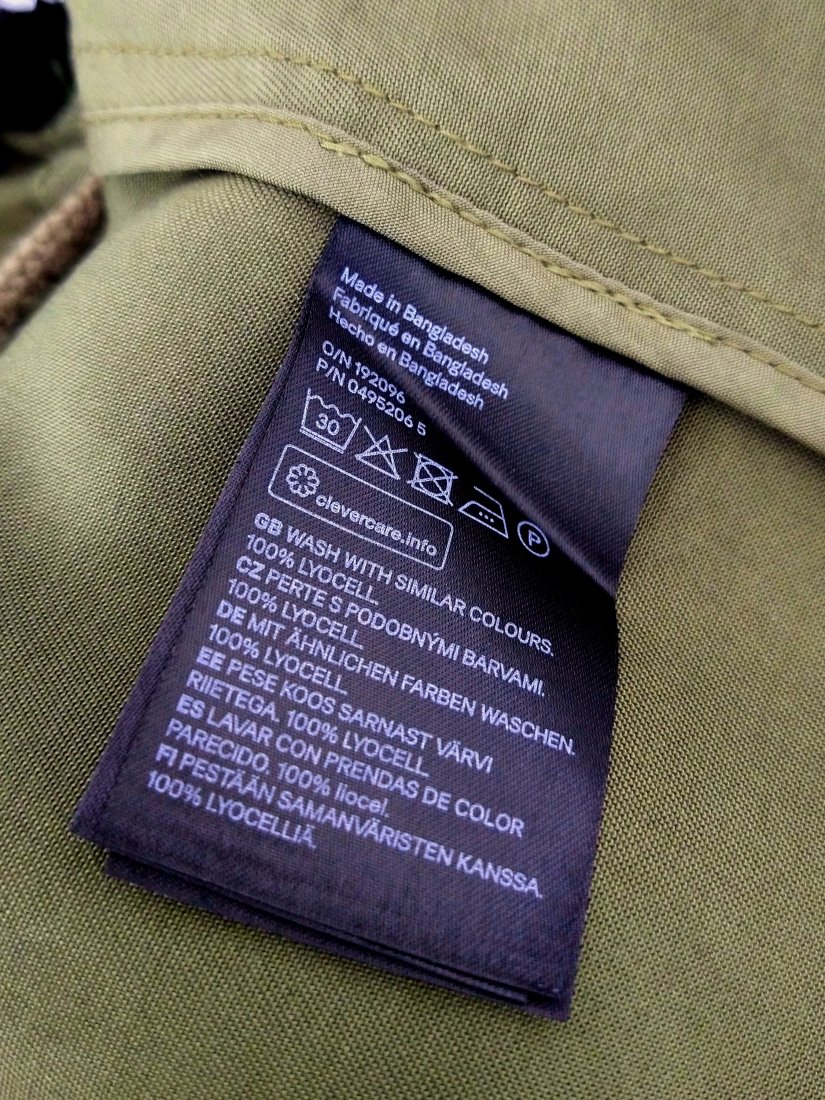 Made in Bangladesh
Fabriqué en Bangladesh
Hecho en Bangladesh
O/N 192096
P/N 0495206 5
30
P
clevercare.info
GB WASH WITH SIMILAR COLOURS.
100% LYOCELL
CZ PERTE S PODOBNÝMI BARVAMI.
100% LYOCELL
DE MIT ÄHNLICHEN FARBEN WASCHEN.
100% LYOCELL
EE PESE KOOS SARNAST VÄRVI
RIIETEGA, 100% LYOCELL
ES LAVAR CON PRENDAS DE COLOR
PARECIDO, 100% liocel.
FI PESTÄÄN SAMANVÄRISTEN KANSSA.
100% LYOCELLIÄ.